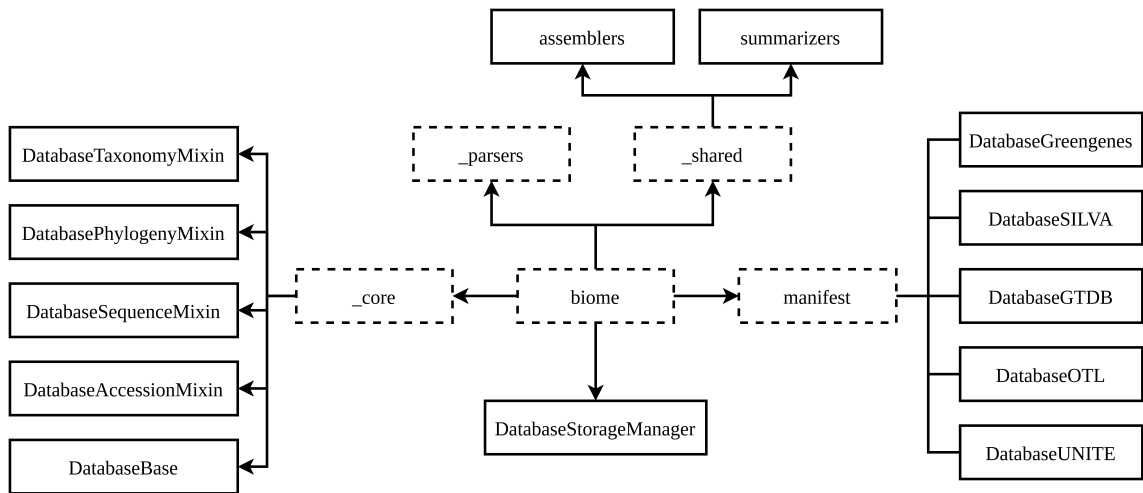 assemblers
summarizers
_parsers
_shared
DatabaseTaxonomyMixin
DatabasePhylogenyMixin
DatabaseSequenceMixin
DatabaseAccessionMixin
DatabaseBase
_core
biome
manifest
DatabaseStorageManager
DatabaseGreengenes
DatabaseSILVA
DatabaseGTDB
DatabaseOTL
DatabaseUNITE